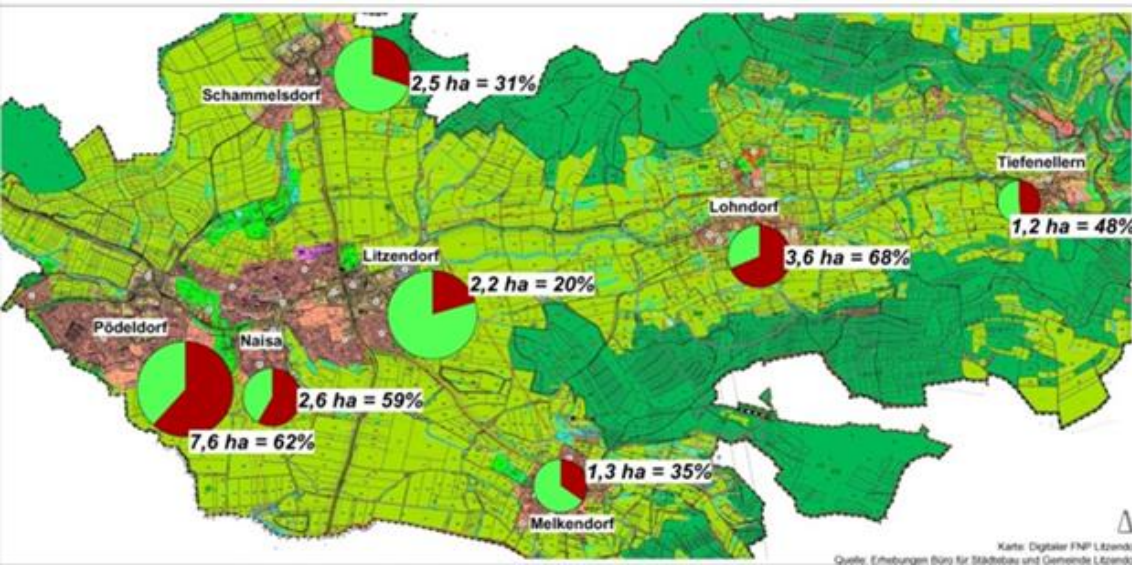 Schammelsdorf
2,5 ha = 31%
Tiefenellern
1,2 ha = 48%
Lohndorf
3,6 ha = 68%
Litzendorf
2,2 ha = 20%
Pödeldorf
7,6 ha = 62%
Naisa
2,6 ha = 59%
1,3 ha = 35%
Melkendorf
Karte: Digitaler FNP Litzendo
Quelle: Erhebungen Büro für Städtebau und Gemeinde Litzendo